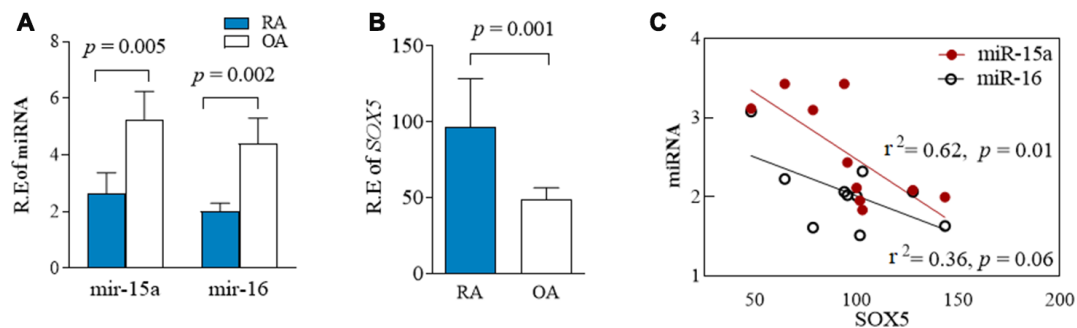 A
RA
OA
8
6
4
2
0
R.E of miRNA
p = 0.005
p = 0.002
mir-15a
mir-16
B
150
100
50
0
R.E of SOX5
p = 0.001
RA
OA
C
miR-15a
miR-16
4
3
2
1
miRNA
r² = 0.62, p = 0.01
r² = 0.36, p = 0.06
50
100
150
200
SOX5